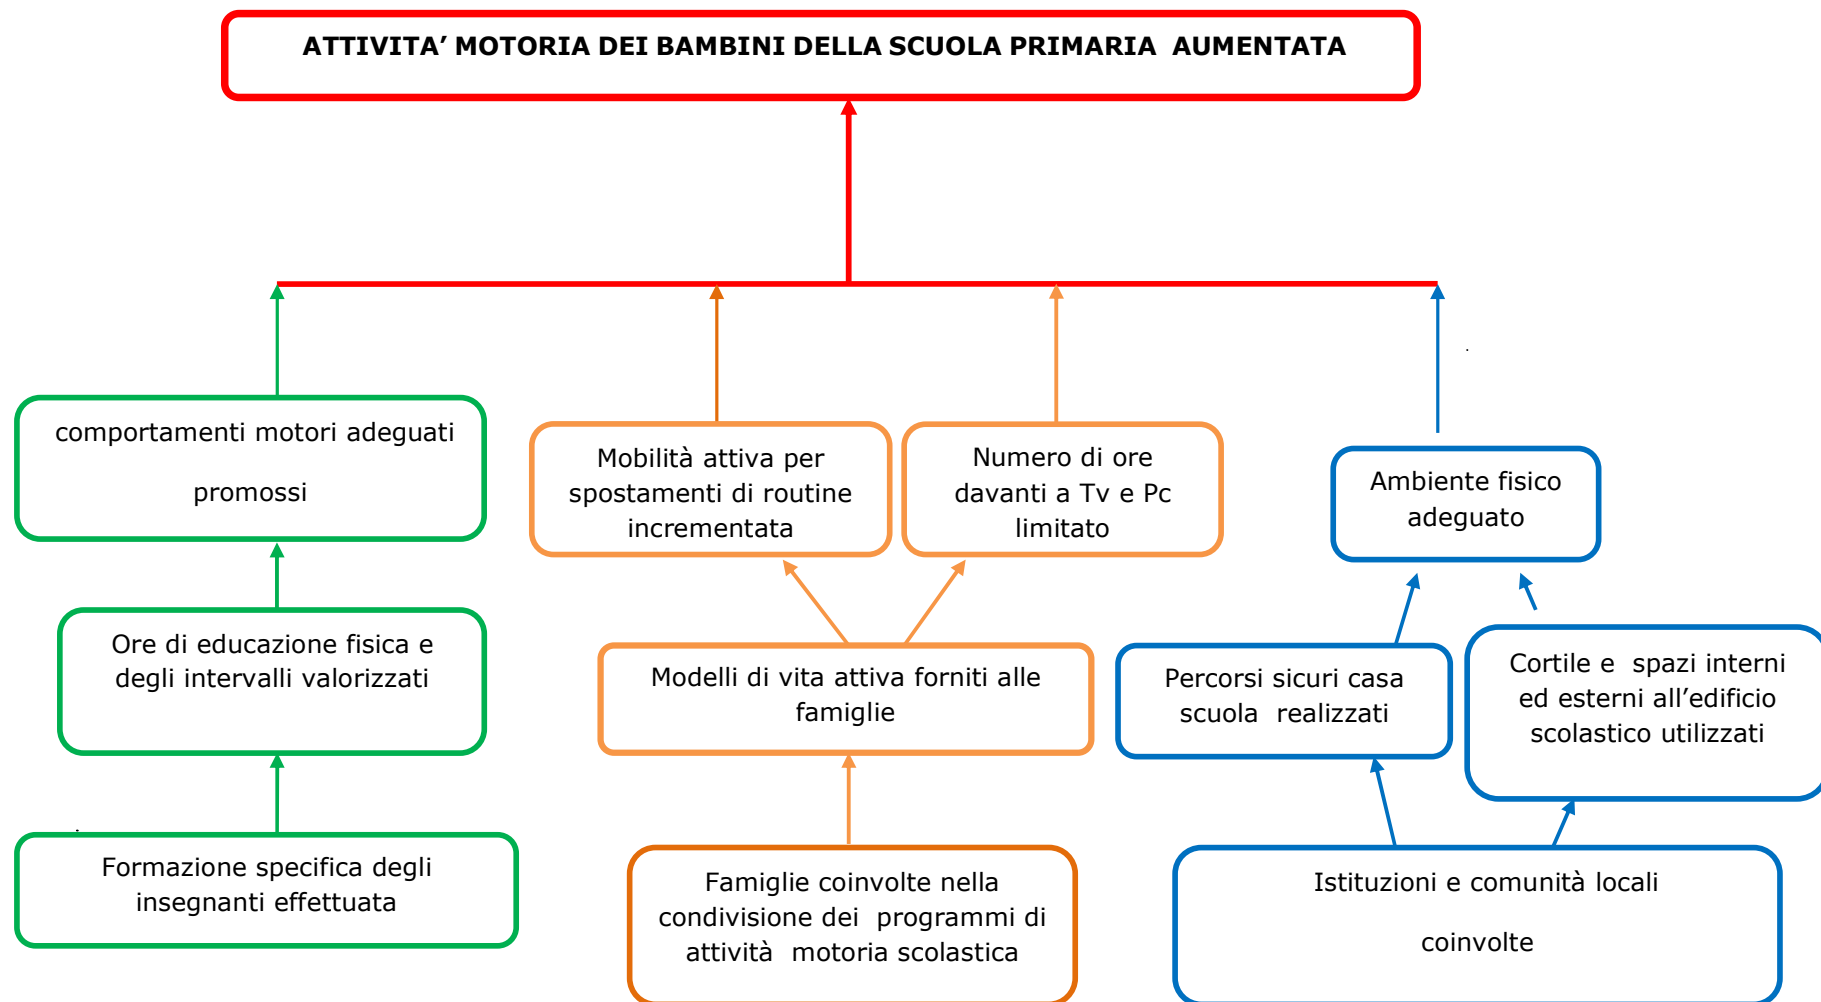 ATTIVITA’ MOTORIA DEI BAMBINI DELLA SCUOLA PRIMARIA AUMENTATA
comportamenti motori adeguati
promossi
Mobilità attiva per
spostamenti di routine
incrementata
Numero di ore
davanti a Tv e Pc
limitato
Ambiente fisico
adeguato
Ore di educazione fisica e
degli intervalli valorizzati
Modelli di vita attiva forniti alle
famiglie
Percorsi sicuri casa
scuola realizzati
Cortile e spazi interni
ed esterni all’edificio
scolastico utilizzati
Formazione specifica degli
insegnanti effettuata
Famiglie coinvolte nella
condivisione dei programmi di
attività motoria scolastica
Istituzioni e comunità locali
coinvolte